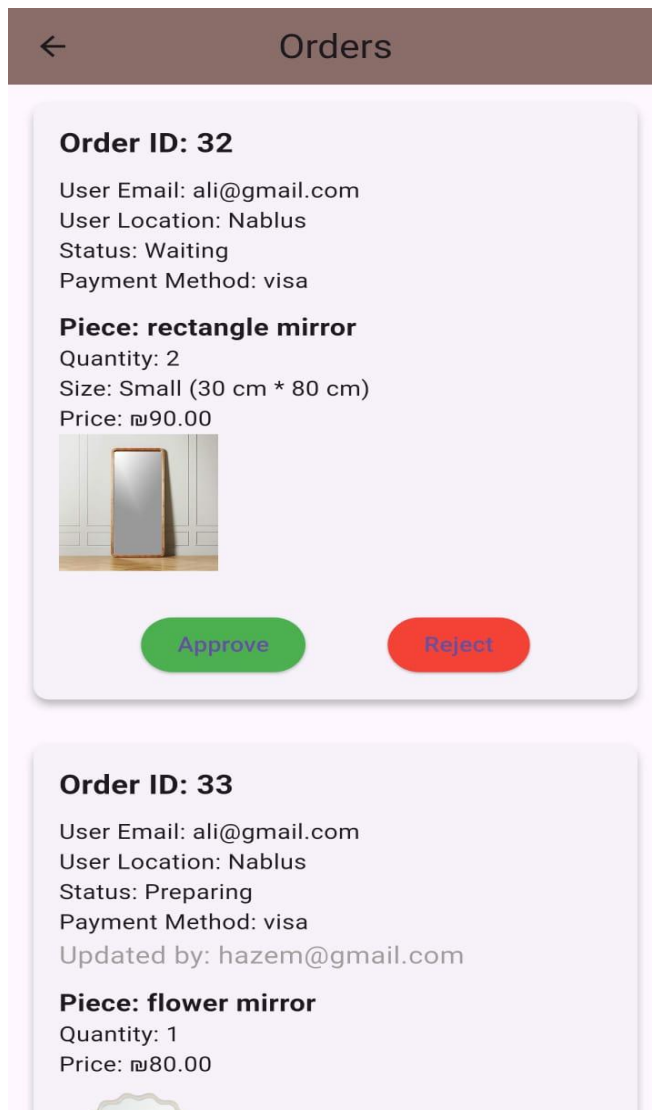 Orders
Order ID: 32
User Email: ali@gmail.com
User Location: Nablus
Status: Waiting
Payment Method: visa
Piece: rectangle mirror
Quantity: 2
Size: Small (30 cm * 80 cm)
Price: ₪90.00
Approve
Reject
Order ID: 33
User Email: ali@gmail.com
User Location: Nablus
Status: Preparing
Payment Method: visa
Updated by: hazem@gmail.com
Piece: flower mirror
Quantity: 1
Price: ₪80.00